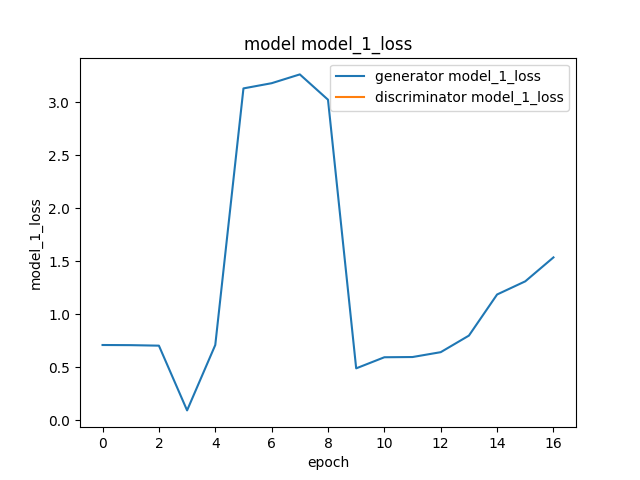 model model_1_loss
generator model_1_loss
discriminator model_1_loss
3.0
2.5
2.0
1.5
1.0
0.5
0.0
model_1_loss
0 2 4 6 8 10 12 14 16
epoch